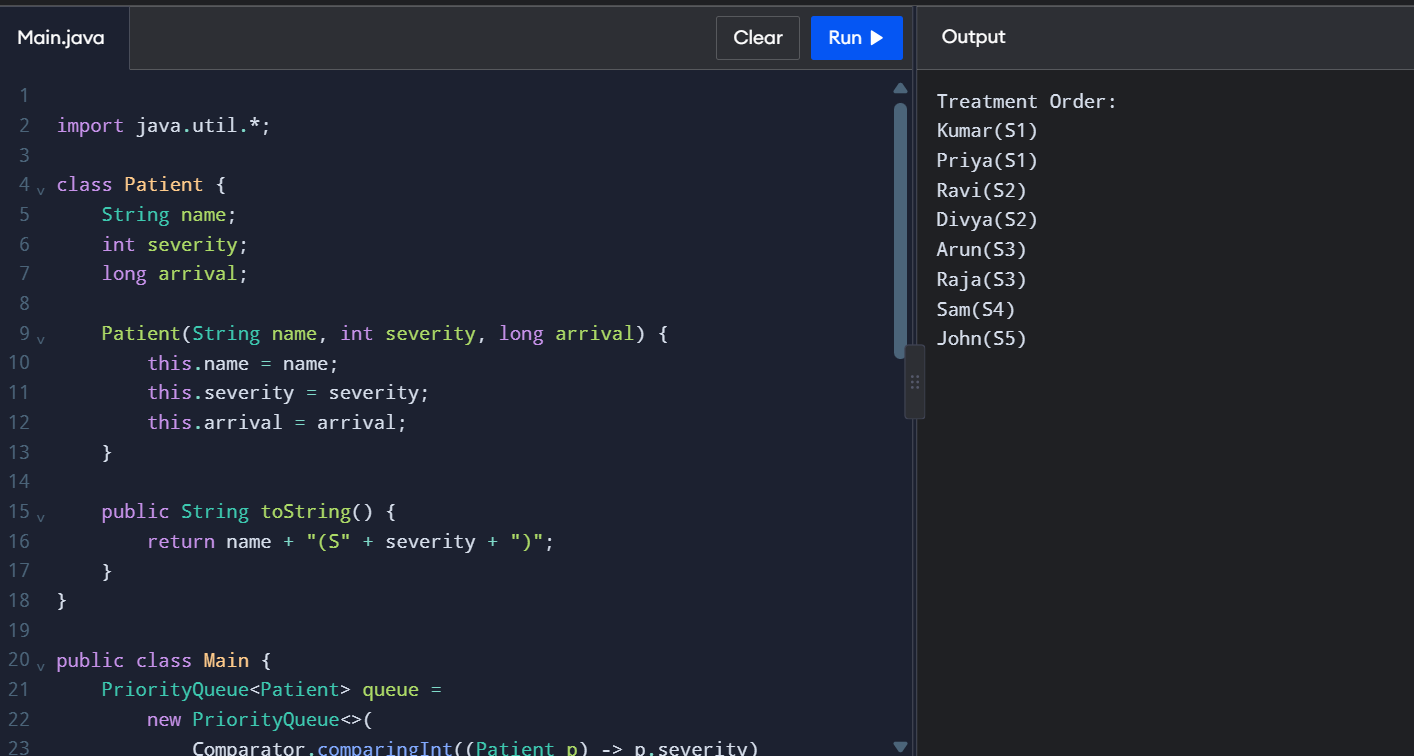 Main.java
Clear
Run
Output
1
2 import java.util.*;
3
4 class Patient {
5 String name;
6 int severity;
7 long arrival;
8
9 Patient(String name, int severity, long arrival) {
10 this.name = name;
11 this.severity = severity;
12 this.arrival = arrival;
13 }
14
15 public String toString() {
16 return name + "(S" + severity + ")";
17 }
18 }
19
20 public class Main {
21 PriorityQueue<Patient> queue =
22 new PriorityQueue<>(
23 Comparator.comparingInt((Patient p) -> p.severity)
Treatment Order:
Kumar(S1)
Priya(S1)
Ravi(S2)
Divya(S2)
Arun(S3)
Raja(S3)
Sam(S4)
John(S5)